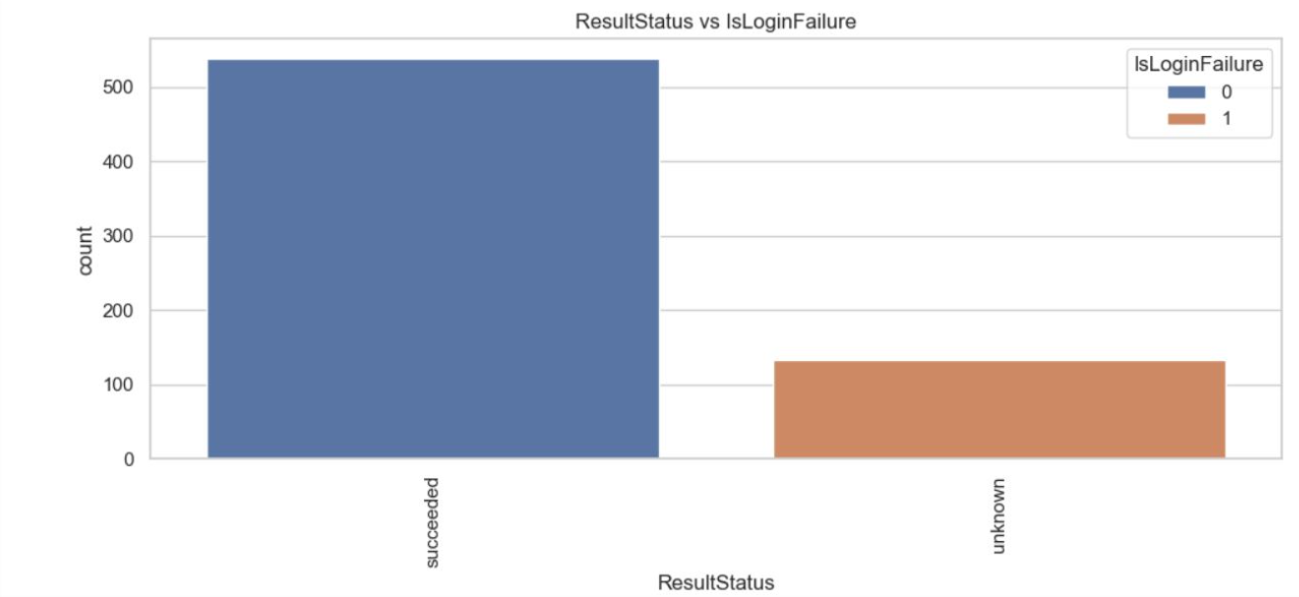 ResultStatus vs IsLoginFailure
IsLoginFailure
0
1
500
400
300
200
100
0
count
succeeded
unknown
ResultStatus